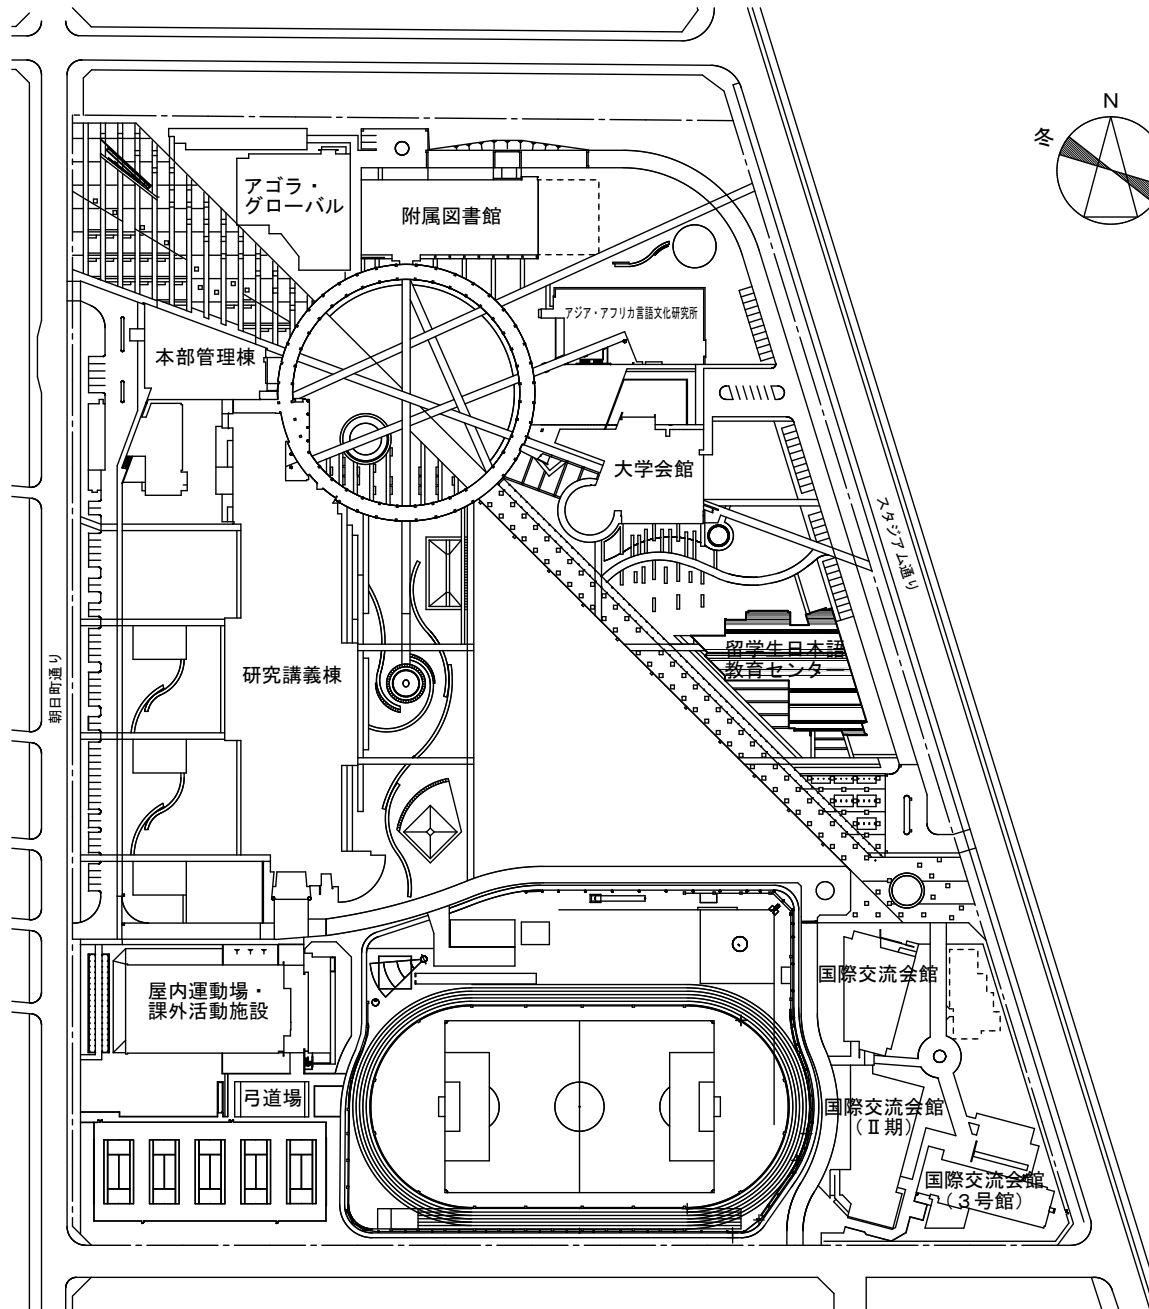 N
冬
アゴラ・
グローバル
附属図書館
アジア・アフリカ言語文化研究所
本部管理棟
大学会館
スタジアム通り
留学生日本語
教育センター
研究講義棟
朝日町通り
国際交流会館
屋内運動場・
課外活動施設
弓道場
国際交流会館
（Ⅱ期）
国際交流会館
（３号館）